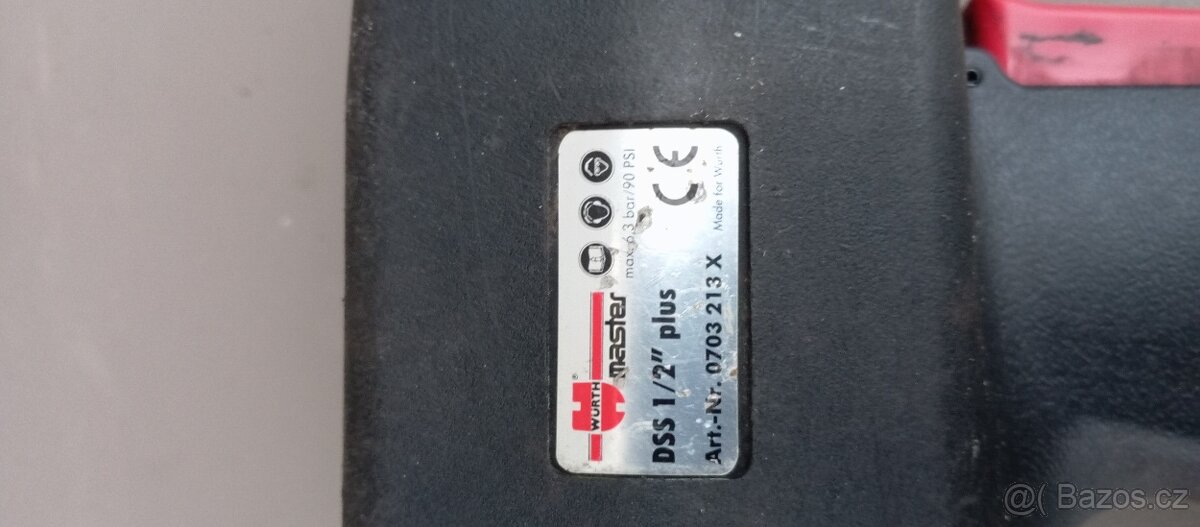 WÜRTH ®
master
max. 6,3 bar/90 PSI
DSS 1/2" plus
CE
Art.-Nr. 0703 213 X
Made for Würth
@( Bazos.cz